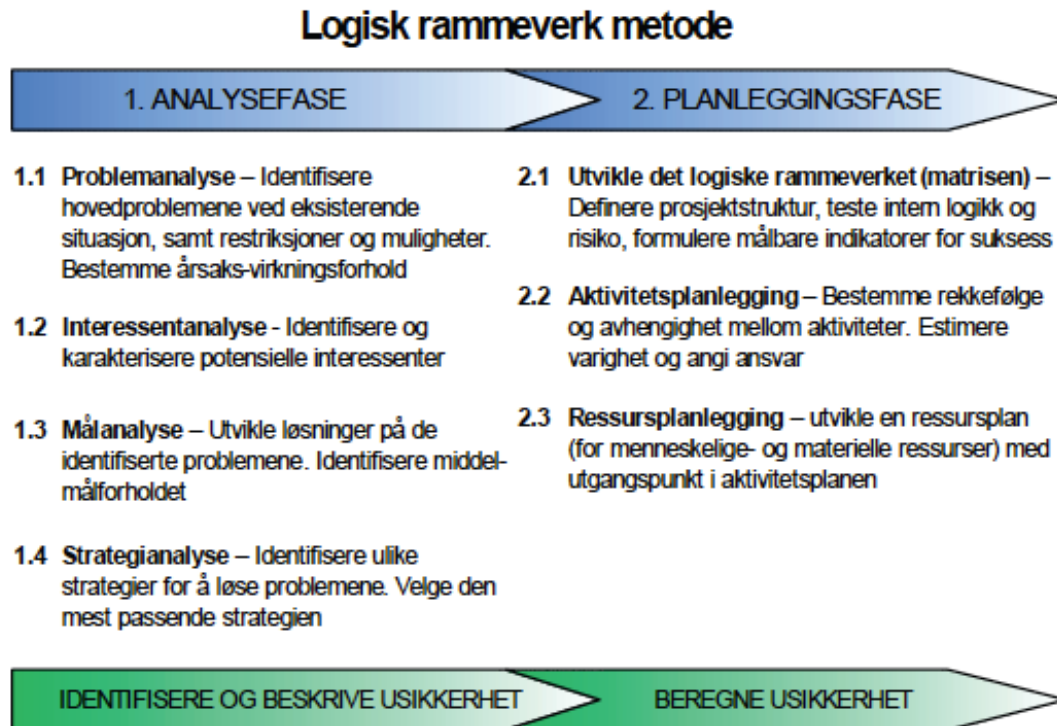 Logisk rammeverk metode
1. ANALYSEFASE
2. PLANLEGGINGSFASE
1.1 Problemanalyse – Identifisere
hovedproblemene ved eksisterende
situasjon, samt restriksjoner og muligheter.
Bestemme årsaks-virkningsforhold
1.2 Interessentanalyse - Identifisere og
karakterisere potensielle interessenter
1.3 Målanalyse – Utvikle løsninger på de
identifiserte problemene. Identifisere middel-
målforholdet
1.4 Strategianalyse – Identifisere ulike
strategier for å løse problemene. Velge den
mest passende strategien
2.1 Utvikle det logiske rammeverket (matrisen) –
Definere prosjektstruktur, teste intern logikk og
risiko, formulere målbare indikatorer for suksess
2.2 Aktivitetsplanlegging – Bestemme rekkefølge
og avhengighet mellom aktiviteter. Estimere
varighet og angi ansvar
2.3 Ressursplanlegging – utvikle en ressursplan
(for menneskelige- og materielle ressurser) med
utgangspunkt i aktivitetsplanen
IDENTIFISERE OG BESKRIVE USIKKERHET
BEREGNE USIKKERHET